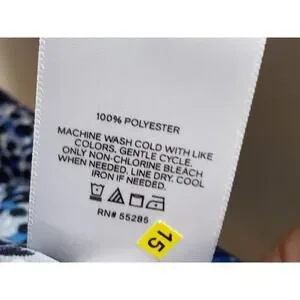 100% POLYESTER
MACHINE WASH COLD WITH LIKE
COLORS. GENTLE CYCLE.
ONLY NON-CHLORINE BLEACH
WHEN NEEDED. LINE DRY. COOL
IRON IF NEEDED.
RN# 55285
15